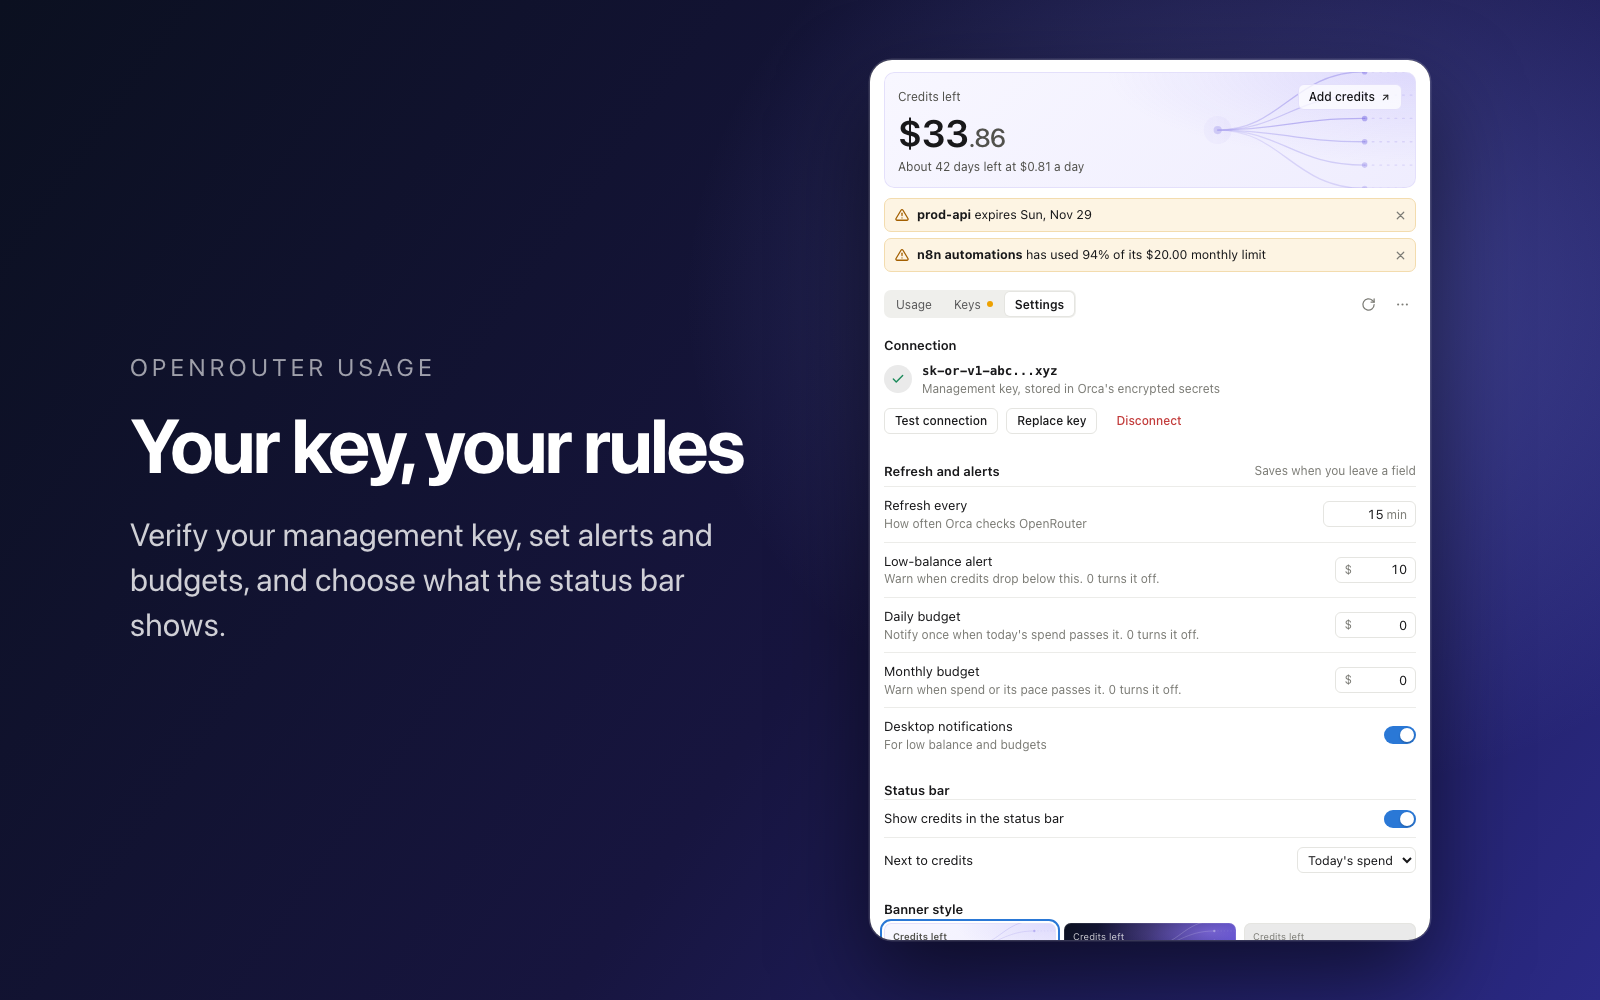 OPENROUTER USAGE
Your key, your rules
Verify your management key, set alerts and
budgets, and choose what the status bar
shows.
Credits left
Add credits
$33.86
About 42 days left at $0.81 a day
prod-api expires Sun, Nov 29
n8n automations has used 94% of its $20.00 monthly limit
Usage
Keys
Settings
Connection
sk-or-v1-abc...xyz
Management key, stored in Orca's encrypted secrets
Test connection
Replace key
Disconnect
Refresh and alerts
Saves when you leave a field
Refresh every
How often Orca checks OpenRouter
15 min
Low-balance alert
Warn when credits drop below this. 0 turns it off.
$ 10
Daily budget
Notify once when today's spend passes it. 0 turns it off.
$ 0
Monthly budget
Warn when spend or its pace passes it. 0 turns it off.
$ 0
Desktop notifications
For low balance and budgets
Status bar
Show credits in the status bar
Next to credits
Today's spend
Banner style
Credits left
Credits left
Credits left